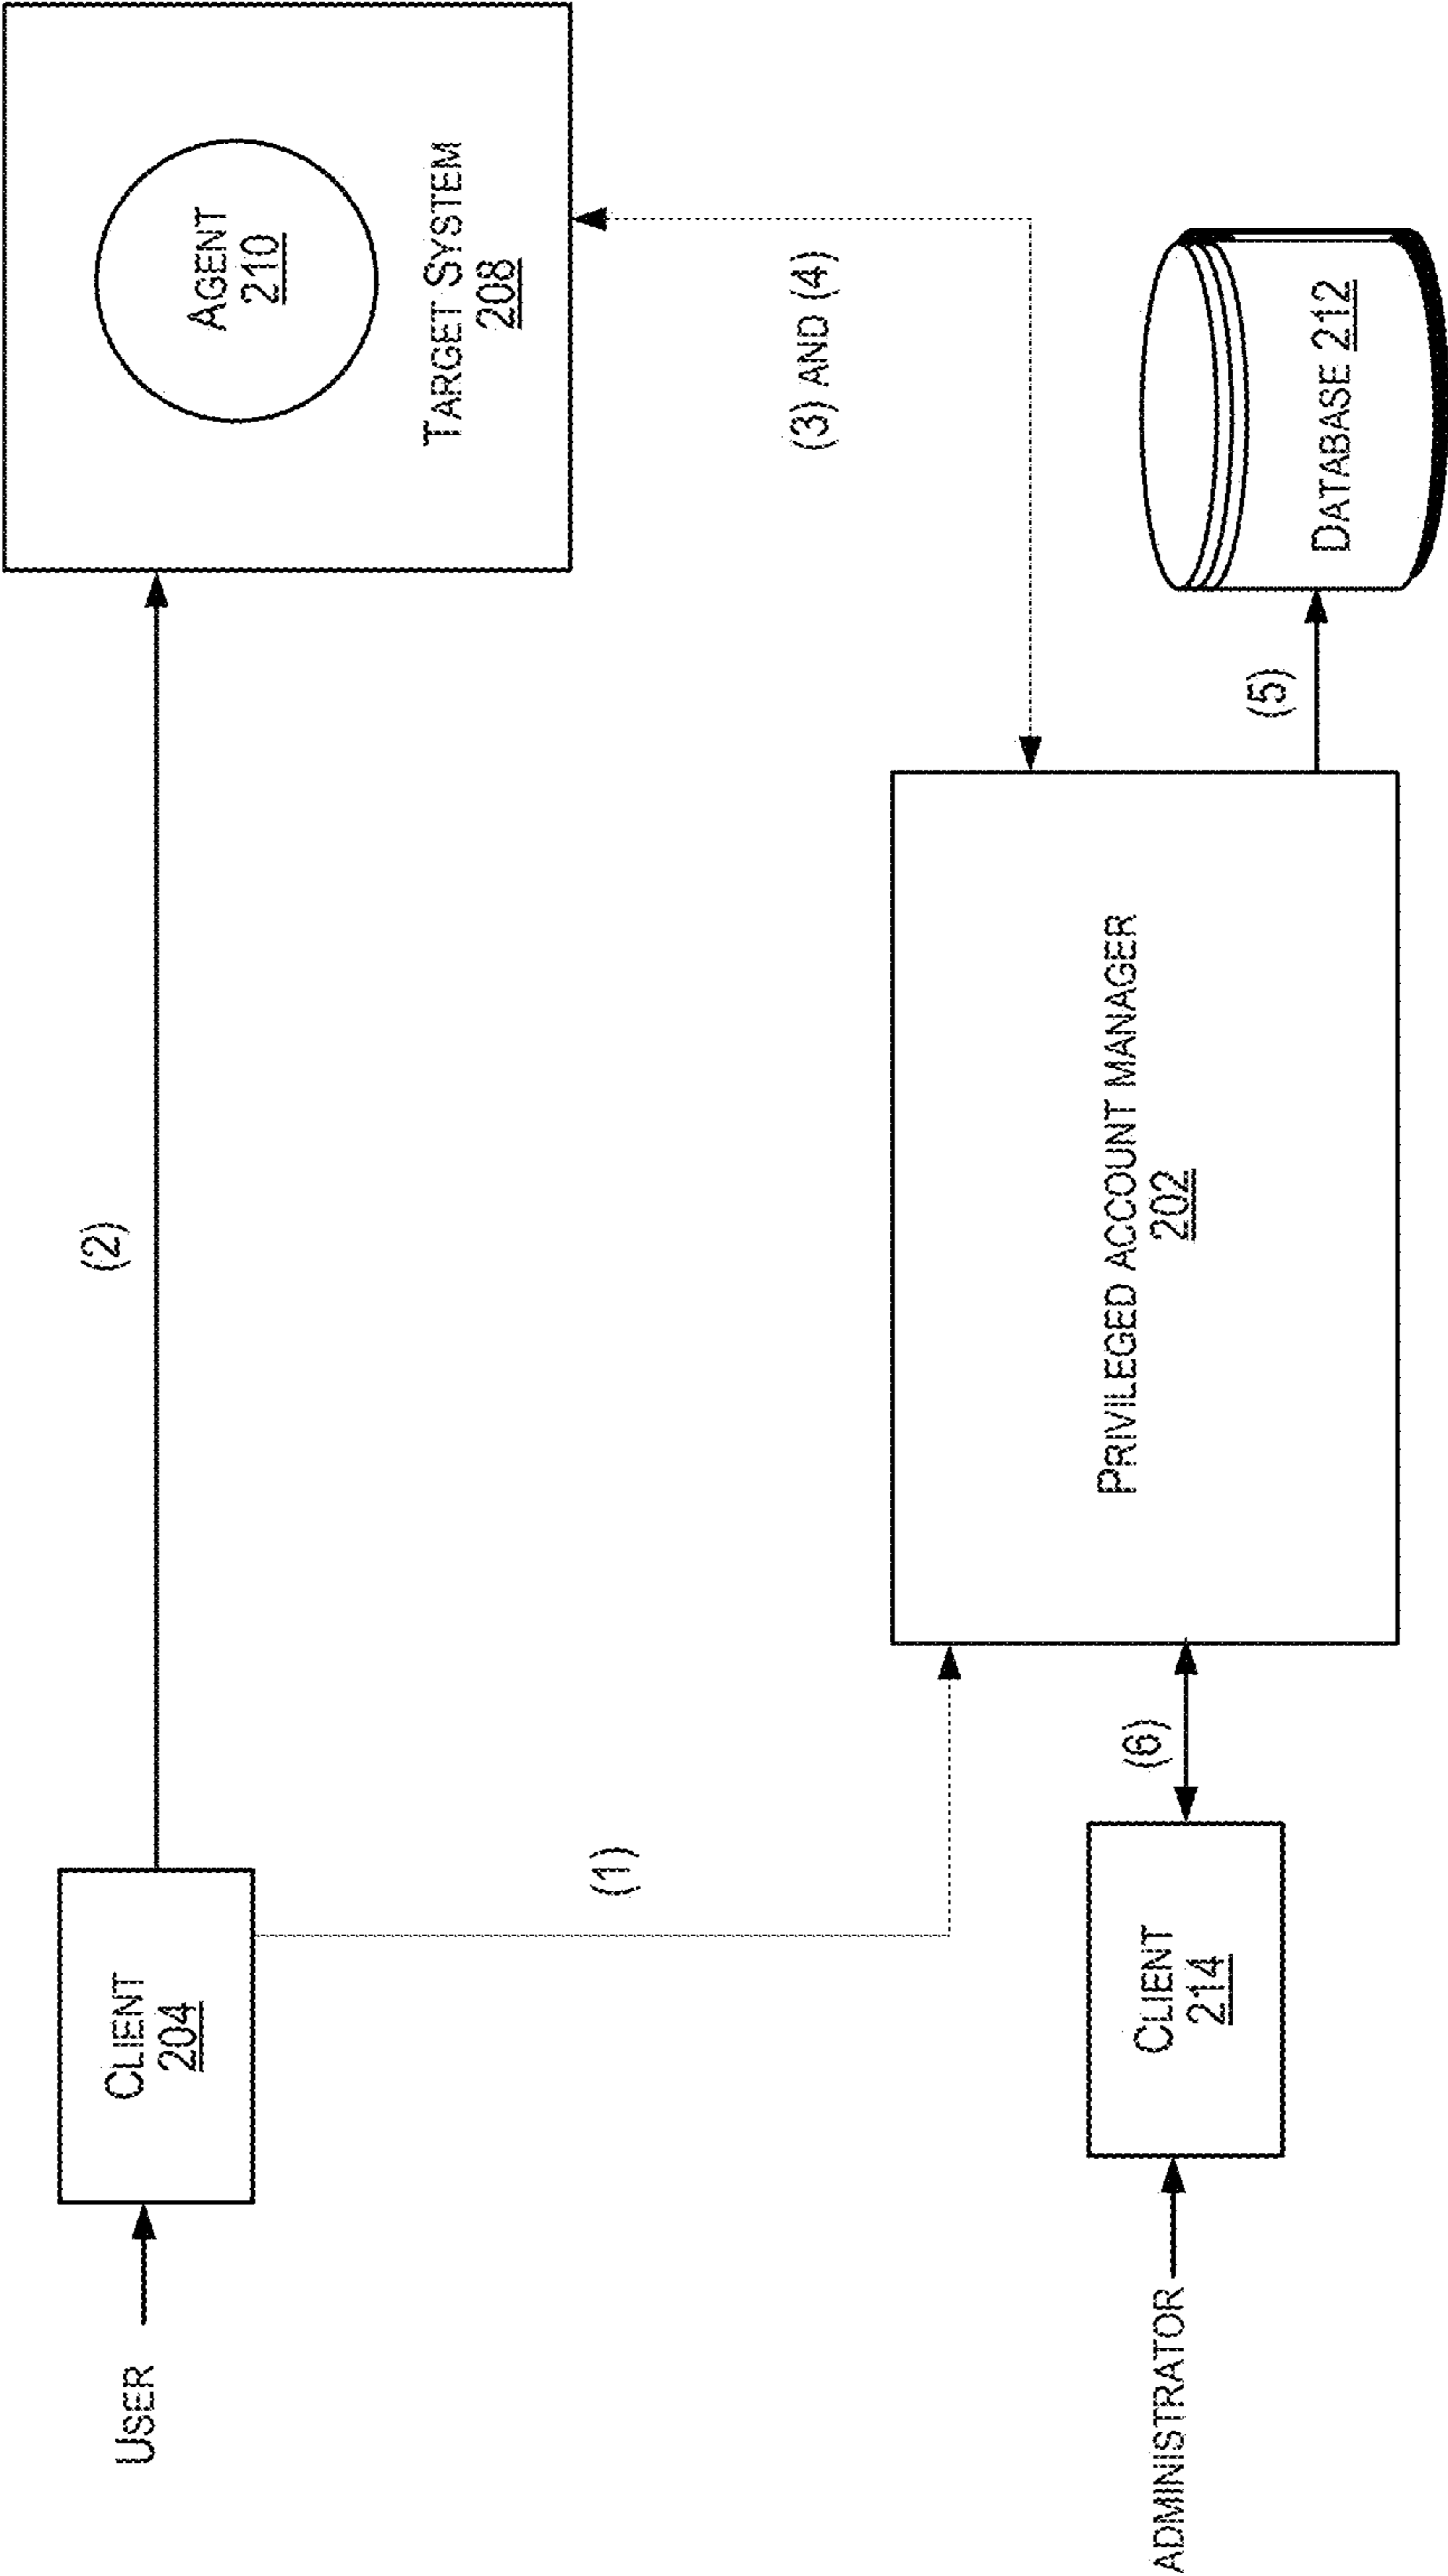 USER
CLIENT
204
(2)
AGENT
210
TARGET SYSTEM
208
(1)
(3) AND (4)
ADMINISTRATOR
CLIENT
214
(6)
PRIVILEGED ACCOUNT MANAGER
202
(5)
DATABASE 212